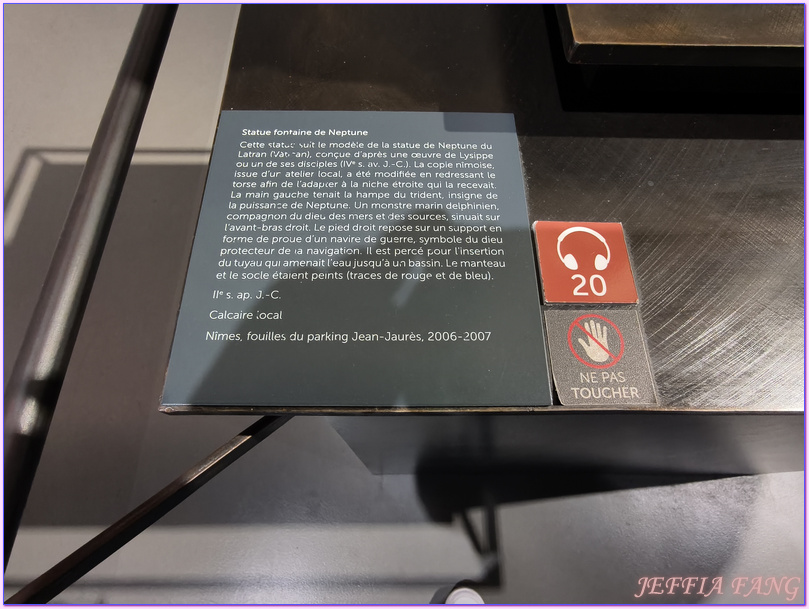 Statue fontaine de Neptune
Cette statue suit le modèle de la statue de Neptune du
Latran (Vatican), conçue d'après une œuvre de Lysippe
ou un de ses disciples (IVᵉ s. av. J.-C.). La copie nîmoise,
issue d'un atelier local, a été modifiée en redressant le
torse afin de l'adapter à la niche étroite qui la recevait.
La main gauche tenait la hampe du trident, insigne de
la puissance de Neptune. Un monstre marin delphinien,
compagnon du dieu des mers et des sources, sinuait sur
l'avant-bras droit. Le pied droit repose sur un support en
forme de proue d'un navire de guerre, symbole du dieu
protecteur de la navigation. Il est percé pour l'insertion
du tuyau qui amenait l'eau jusqu'à un bassin. Le manteau
et le socle étaient peints (traces de rouge et de bleu).
IIᵉ s. ap. J.-C.
Calcaire local
Nîmes, fouilles du parking Jean-Jaurès, 2006-2007
20
NE PAS
TOUCHER
JEFFIA FANG